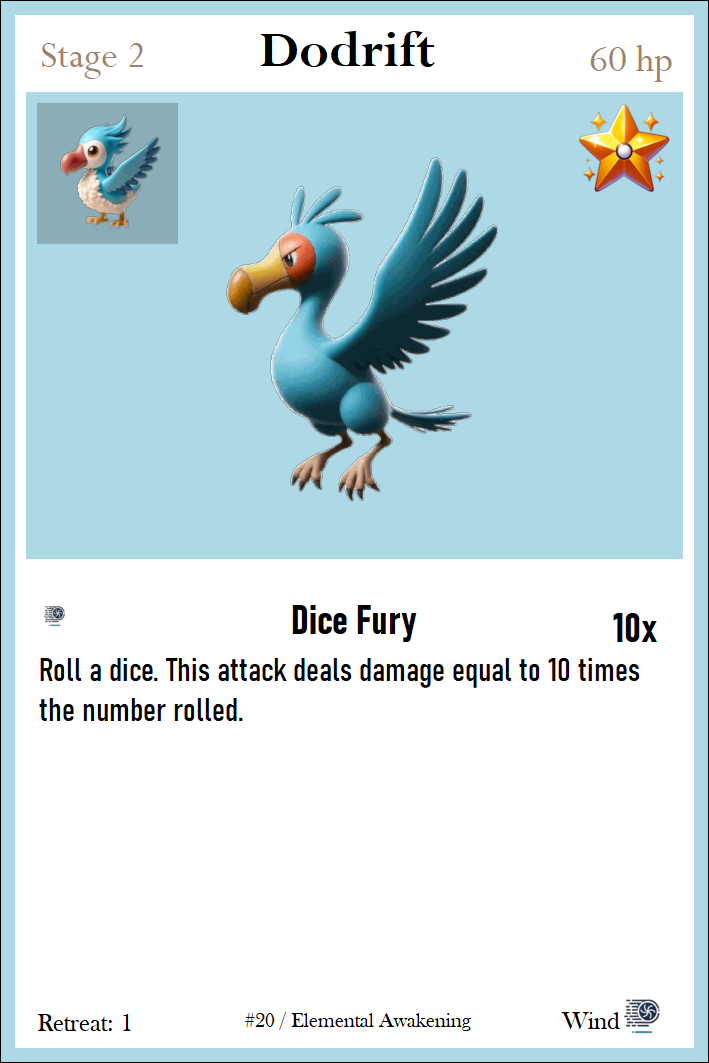 Stage 2
Dodrift
60 hp
Dice Fury
10x
Roll a dice. This attack deals damage equal to 10 times
the number rolled.
Retreat: 1
#20 / Elemental Awakening
Wind